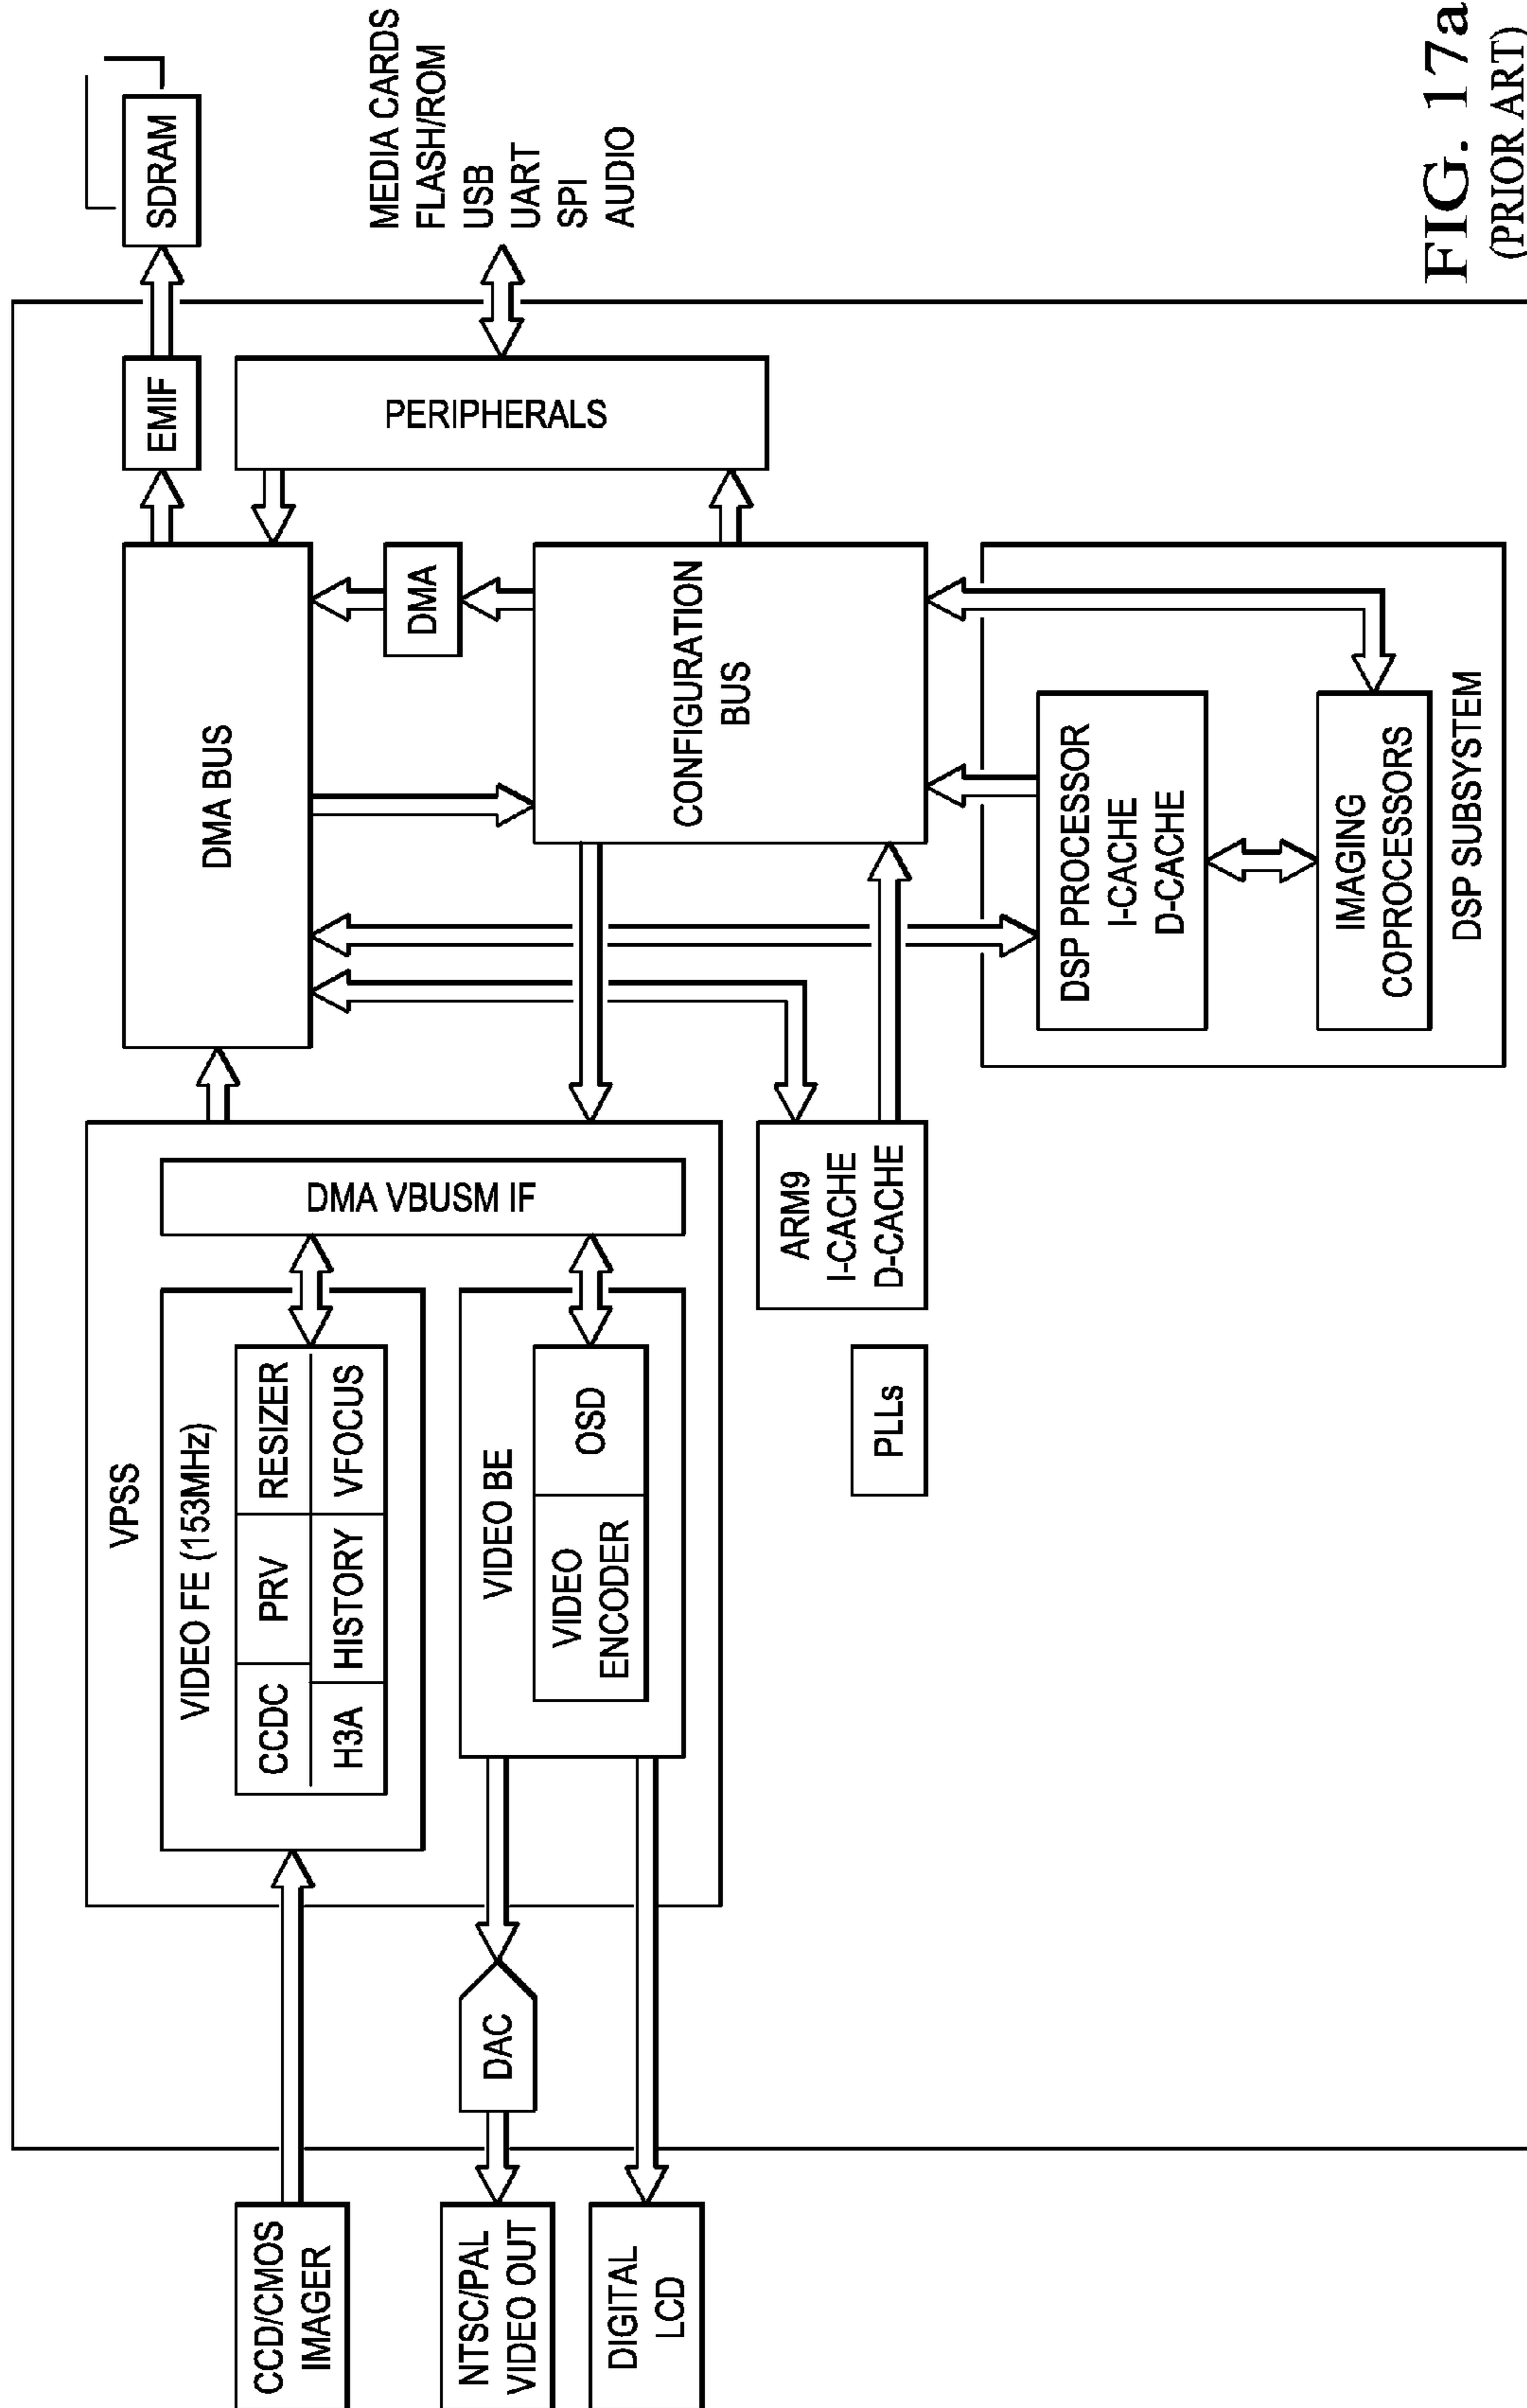 CCD/CMOS
IMAGER
NTSC/PAL
VIDEO OUT
DIGITAL
LCD
DAC
VPSS
VIDEO FE (153MHz)
CCDC
PRV
RESIZER
H3A
HISTORY
VFOCUS
VIDEO BE
VIDEO
ENCODER
OSD
DMA VBUSM IF
ARM9
I-CACHE
D-CACHE
PLLs
DMA BUS
DMA
CONFIGURATION
BUS
DSP PROCESSOR
I-CACHE
D-CACHE
IMAGING
COPROCESSORS
DSP SUBSYSTEM
EMIF
PERIPHERALS
SDRAM
MEDIA CARDS
FLASH/ROM
USB
UART
SPI
AUDIO
FIG. 17a
(PRIOR ART)